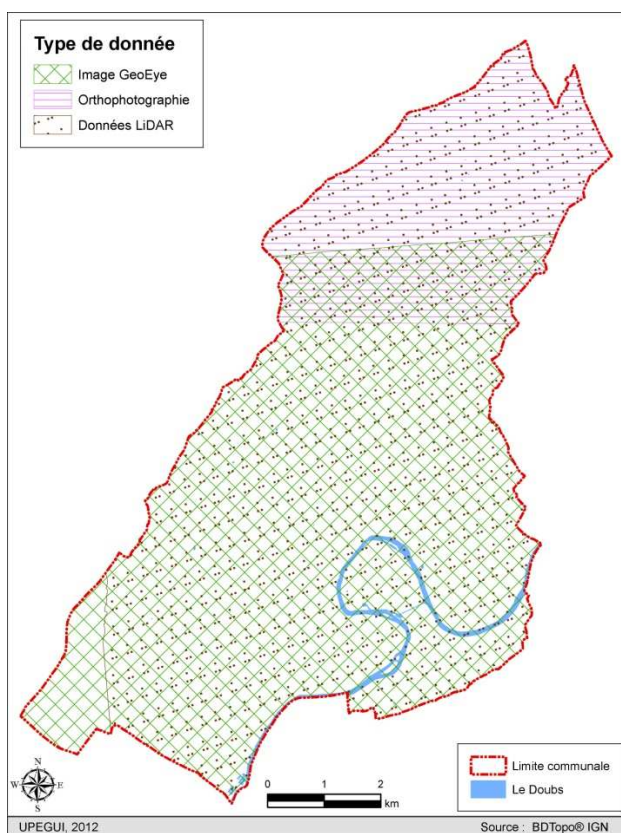 Type de donnée
Image GeoEye
Orthophotographie
Données LiDAR
N
W E
S
0 1 2
km
Limite communale
Le Doubs
UPEGUI, 2012 Source : BDTopo® IGN